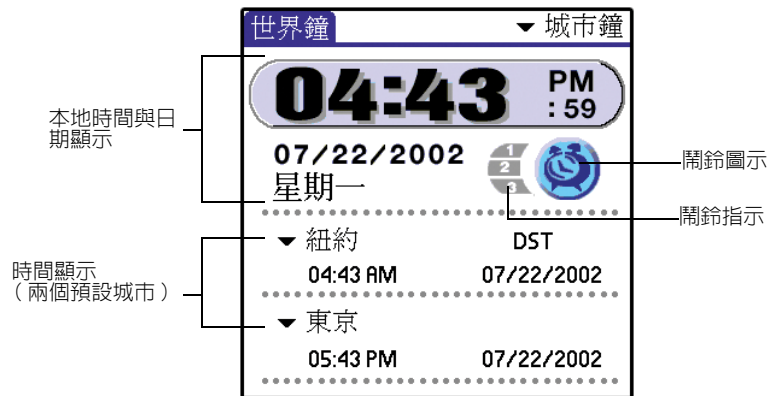 世界鐘
▼ 城市鐘
04:43 PM
: 59
07/22/2002
星期一
1
2
3
▼ 紐約 DST
04:43 AM 07/22/2002
▼ 東京
05:43 PM 07/22/2002
本地時間與日
期顯示
時間顯示
（兩個預設城市）
鬧鈴圖示
鬧鈴指示